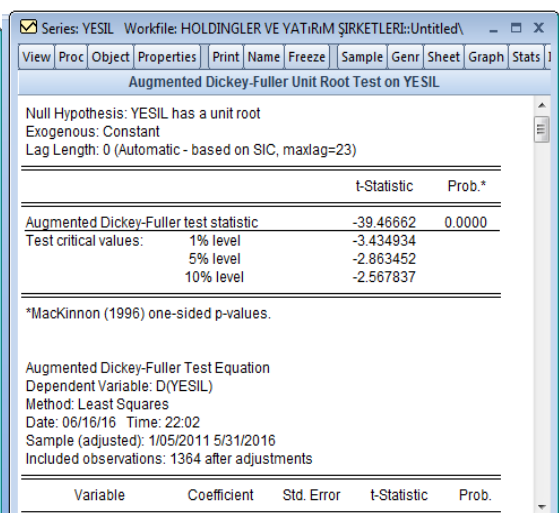 Series: YESIL Workfile: HOLDINGLER VE YATıRıM ŞIRKETLERI::Untitled\
View Proc Object Properties Print Name Freeze Sample Genr Sheet Graph Stats
Augmented Dickey-Fuller Unit Root Test on YESIL
Null Hypothesis: YESIL has a unit root
Exogenous: Constant
Lag Length: 0 (Automatic - based on SIC, maxlag=23)
t-Statistic Prob.*
Augmented Dickey-Fuller test statistic -39.46662 0.0000
Test critical values: 1% level -3.434934
5% level -2.863452
10% level -2.567837
*MacKinnon (1996) one-sided p-values.
Augmented Dickey-Fuller Test Equation
Dependent Variable: D(YESIL)
Method: Least Squares
Date: 06/16/16 Time: 22:02
Sample (adjusted): 1/05/2011 5/31/2016
Included observations: 1364 after adjustments
Variable Coefficient Std. Error t-Statistic Prob.